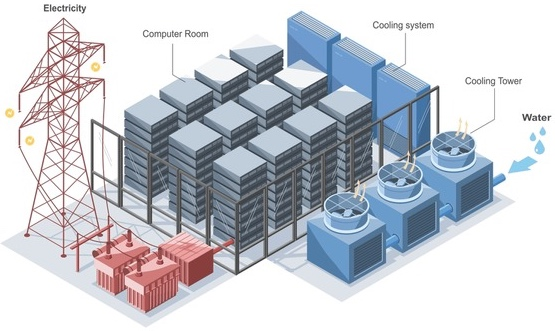 Electricity
Computer Room
Cooling system
Cooling Tower
Water